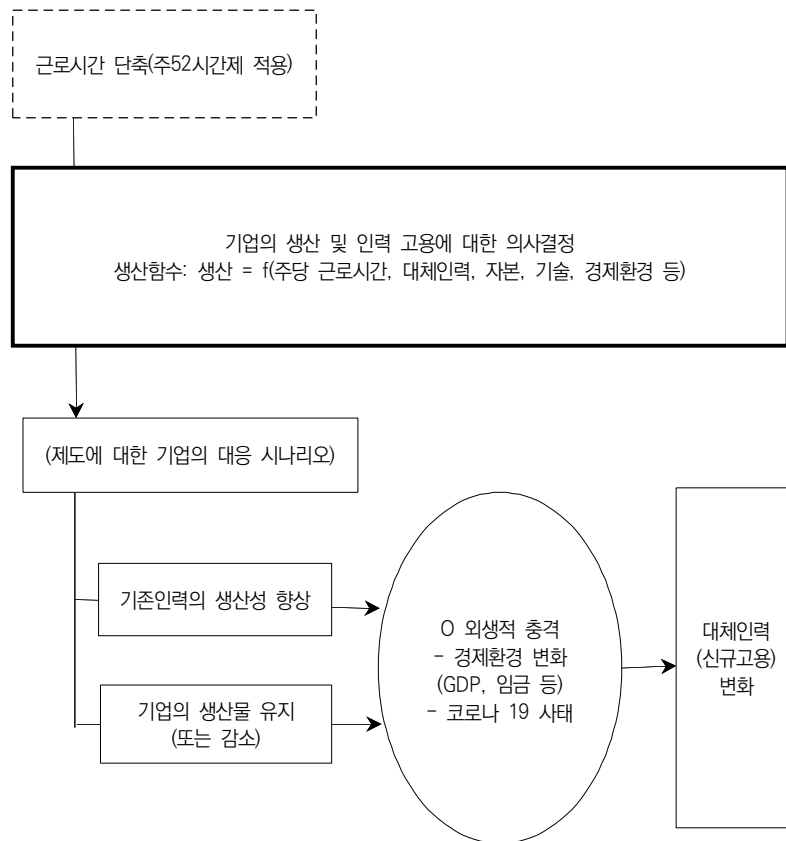 근로시간 단축(주52시간제 적용)
기업의 생산 및 인력 고용에 대한 의사결정
생산함수: 생산 = f(주당 근로시간, 대체인력, 자본, 기술, 경제환경 등)
(제도에 대한 기업의 대응 시나리오)
기존인력의 생산성 향상
기업의 생산물 유지
(또는 감소)
O 외생적 충격
- 경제환경 변화
(GDP, 임금 등)
- 코로나 19 사태
대체인력
(신규고용)
변화